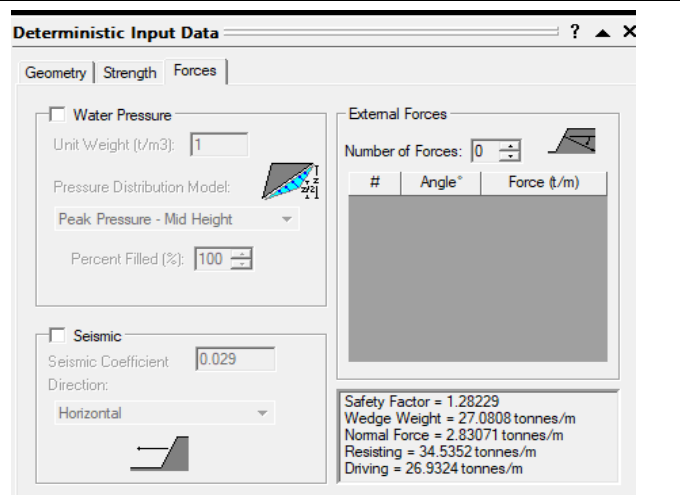 Deterministic Input Data ? ▲ X
Geometry Strength Forces
Water Pressure
Unit Weight (t/m3): 1
Pressure Distribution Model:
Peak Pressure - Mid Height
Percent Filled (%): 100
Seismic
Seismic Coefficient 0.029
Direction:
Horizontal
External Forces
Number of Forces: 0
# Angle° Force (t/m)
Safety Factor = 1.28229
Wedge Weight = 27.0808 tonnes/m
Normal Force = 2.83071 tonnes/m
Resisting = 34.5352 tonnes/m
Driving = 26.9324 tonnes/m